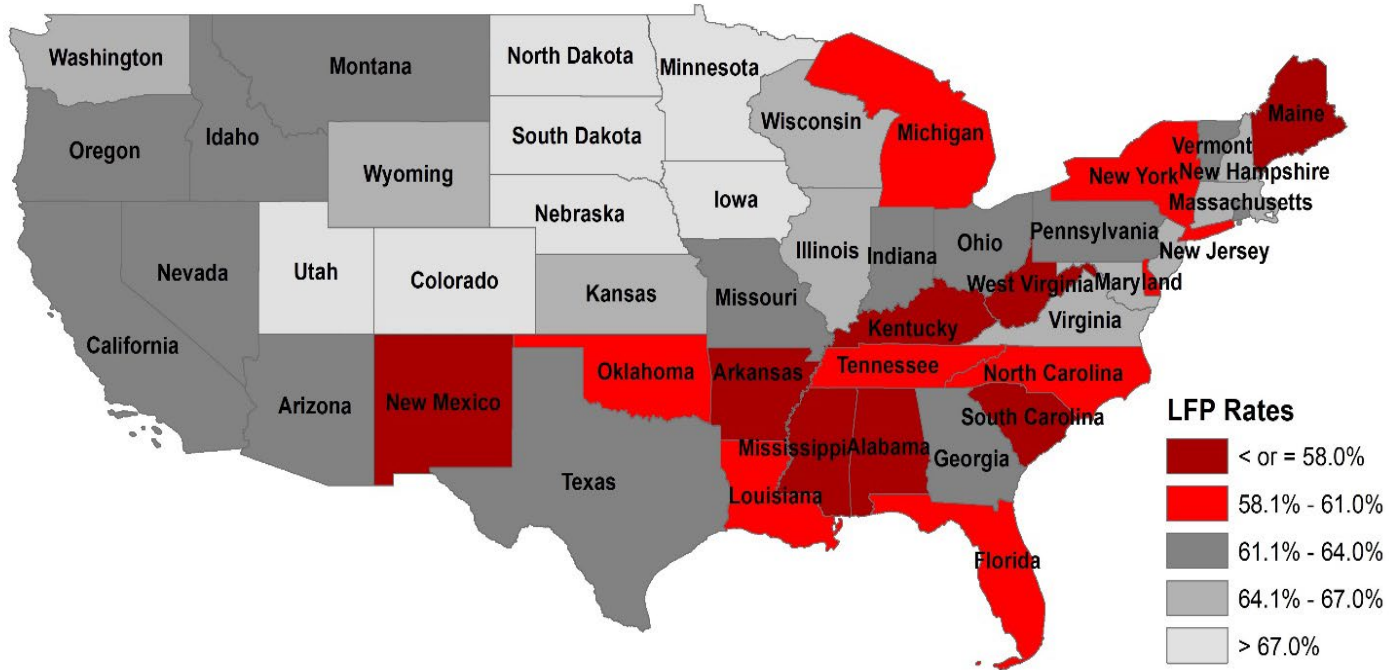 Washington
Montana
North Dakota
Minnesota
Oregon
Idaho
Wyoming
South Dakota
Wisconsin
Michigan
Maine
Vermont
New York
New Hampshire
Massachusetts
Nebraska
Iowa
Nevada
Utah
Colorado
Kansas
Missouri
Illinois
Indiana
Ohio
Pennsylvania
New Jersey
West Virginia
Maryland
Virginia
Kentucky
California
Arizona
New Mexico
Oklahoma
Arkansas
Tennessee
North Carolina
South Carolina
Texas
Louisiana
Mississippi
Alabama
Georgia
Florida
LFP Rates
< or = 58.0%
58.1% - 61.0%
61.1% - 64.0%
64.1% - 67.0%
> 67.0%